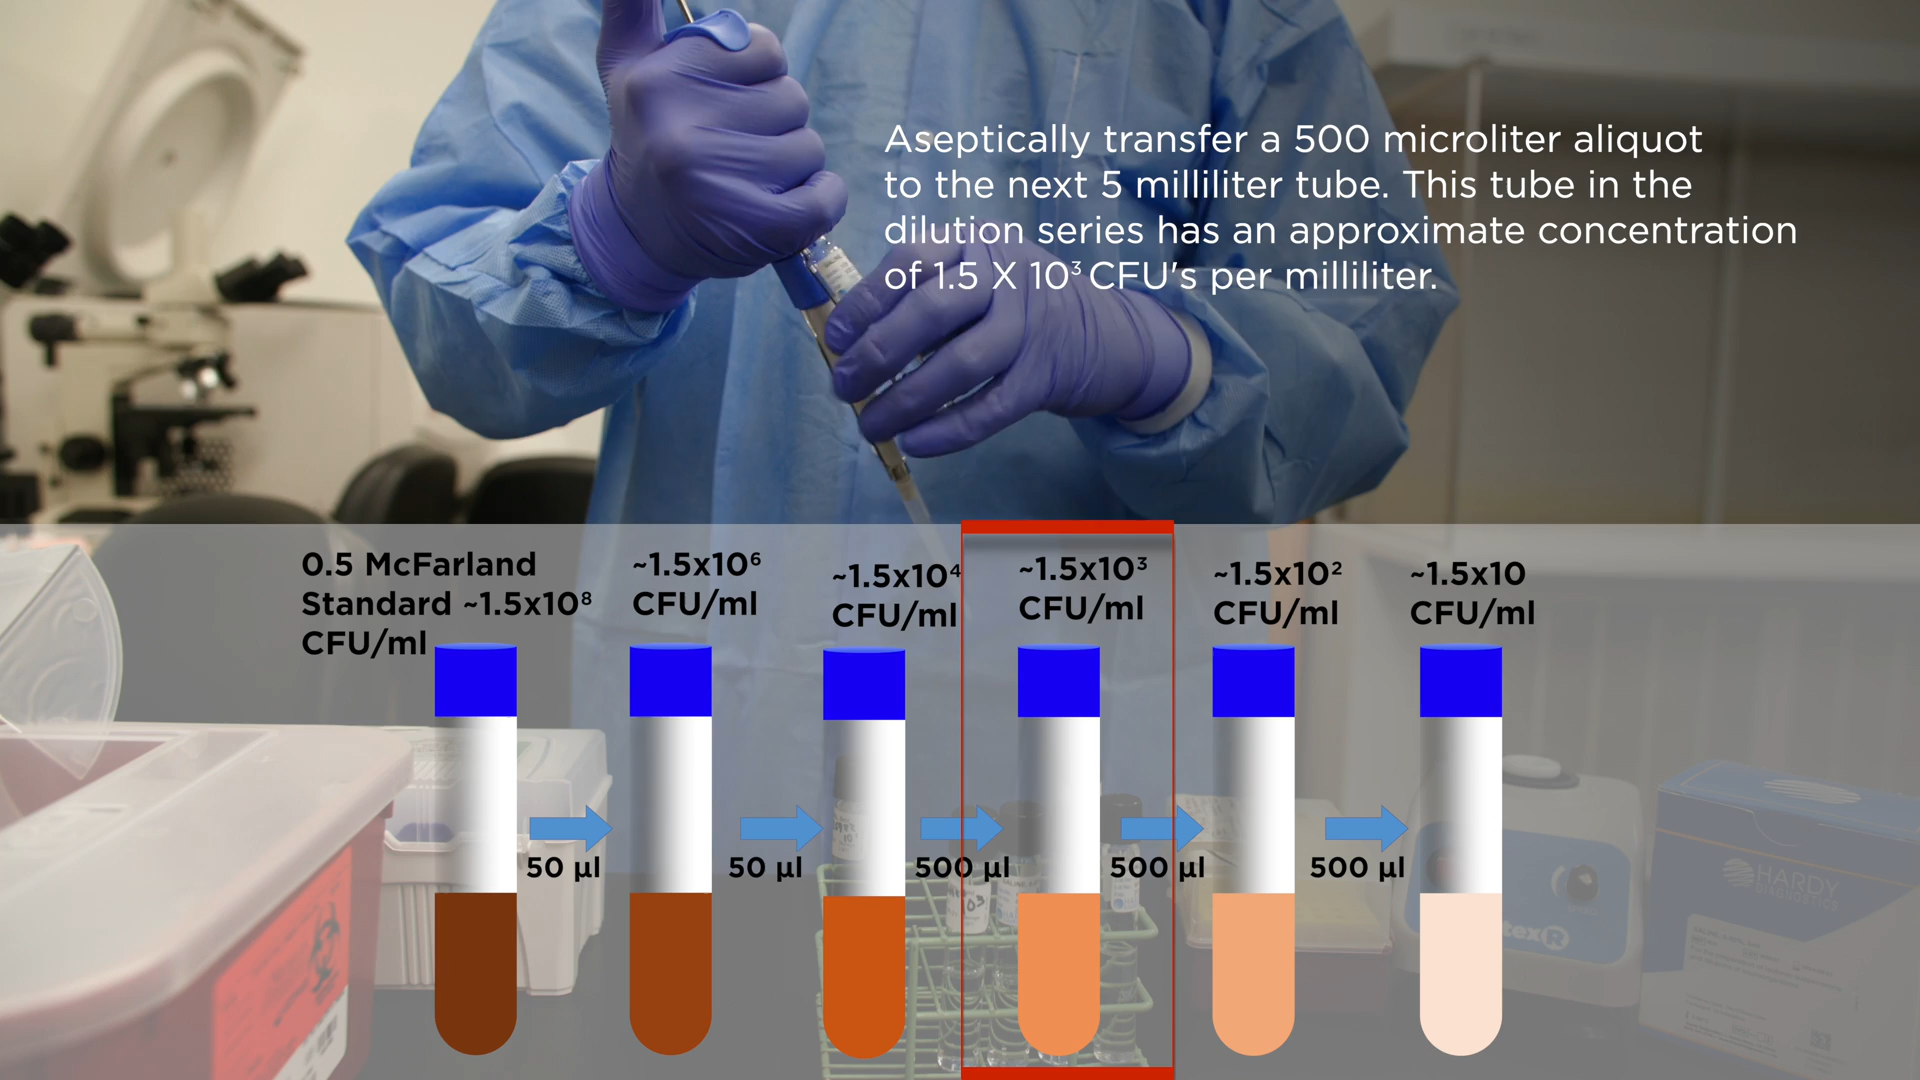 Aseptically transfer a 500 microliter aliquot
to the next 5 milliliter tube. This tube in the
dilution series has an approximate concentration
of 1.5 X 10³ CFU's per milliliter.
0.5 McFarland
Standard ~1.5x10⁸
CFU/ml
~1.5x10⁶
CFU/ml
~1.5x10⁴
CFU/ml
~1.5x10³
CFU/ml
~1.5x10²
CFU/ml
~1.5x10
CFU/ml
50 µl
50 µl
500 µl
500 µl
500 µl
HARDY
DIAGNOSTICS